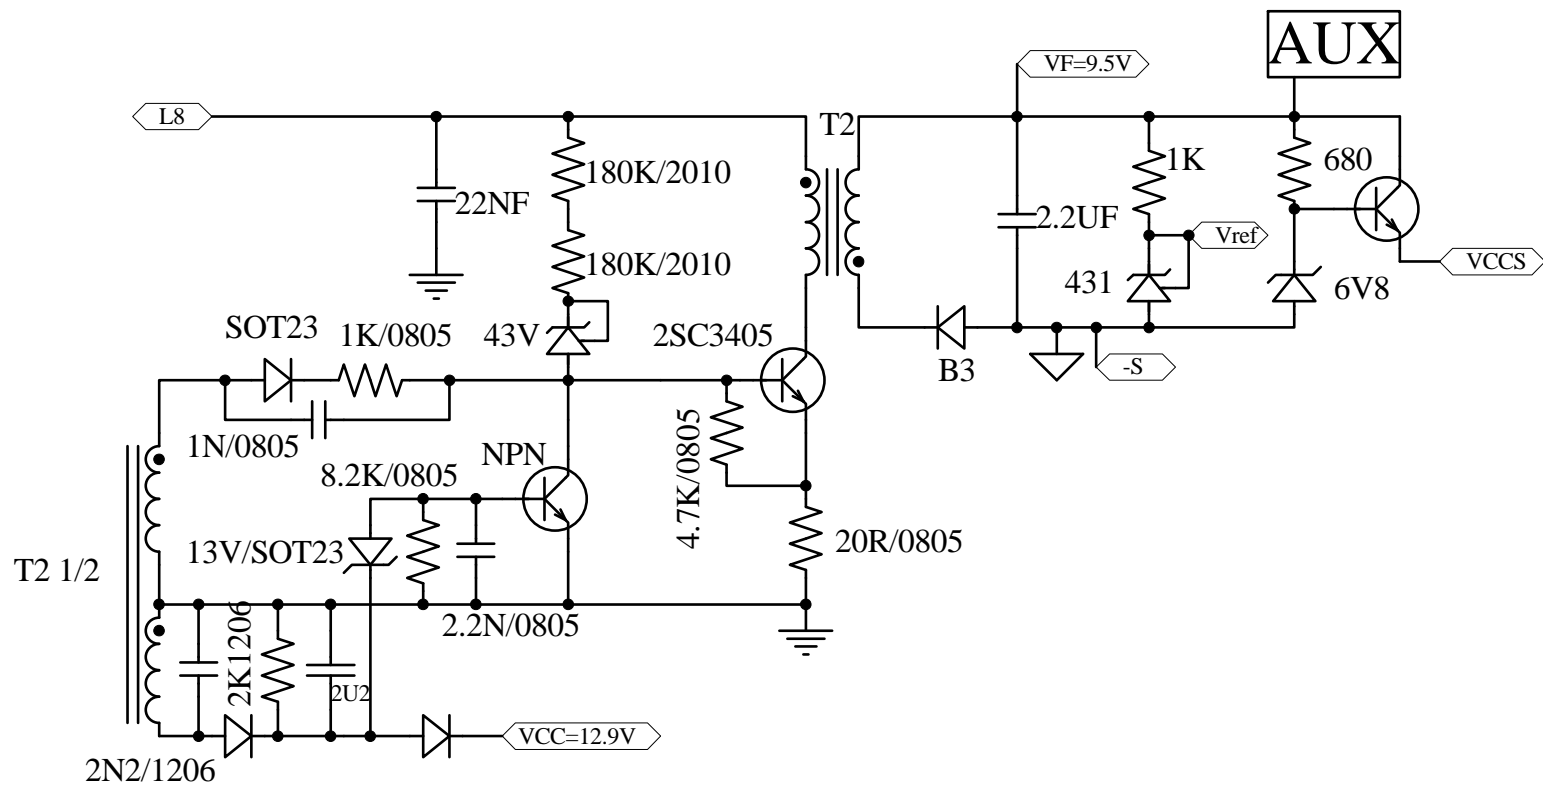 AUX
VF=9.5V
L8
T2
180K/2010
1K
680
22NF
2.2UF
Vref
180K/2010
VCCS
431
6V8
SOT23
1K/0805
43V
2SC3405
B3
-S
1N/0805
8.2K/0805
NPN
4.7K/0805
13V/SOT23
20R/0805
T2 1/2
2.2N/0805
2K1206
2U2
VCC=12.9V
2N2/1206